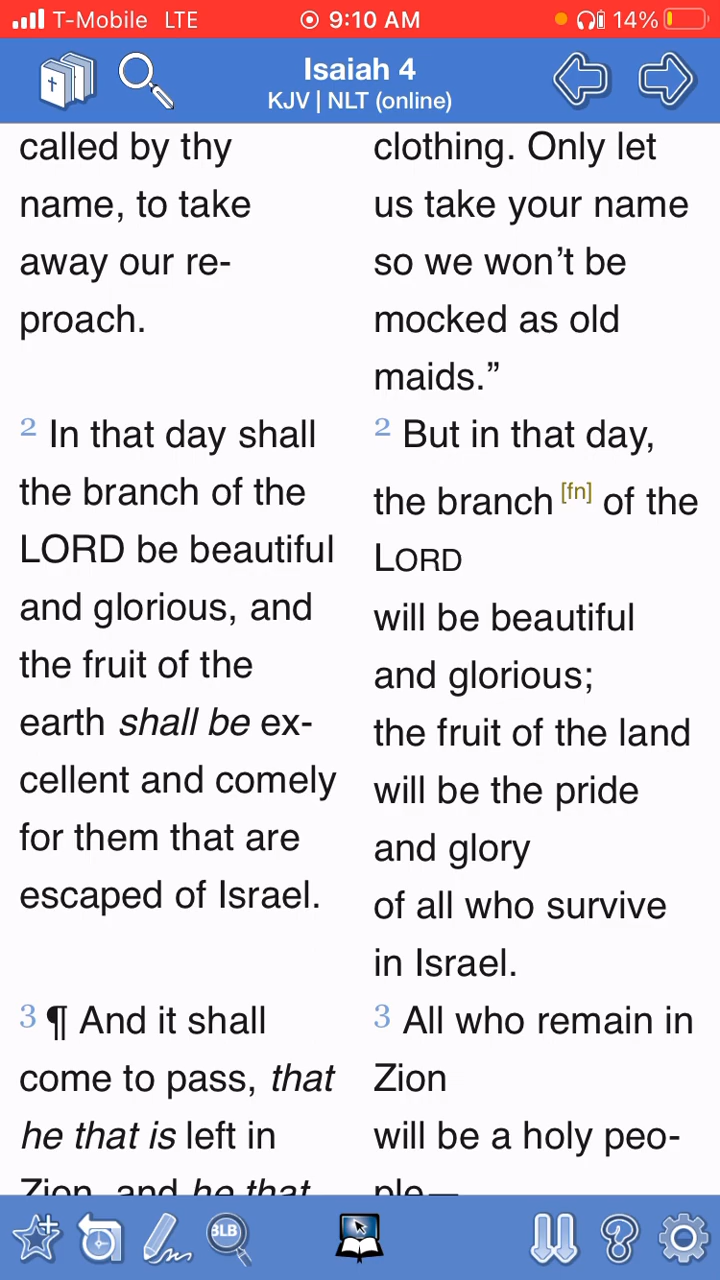 T-Mobile LTE 9:10 AM 14%
Isaiah 4
KJV | NLT (online)
called by thy
name, to take
away our re-
proach.
2 In that day shall
the branch of the
LORD be beautiful
and glorious, and
the fruit of the
earth shall be ex-
cellent and comely
for them that are
escaped of Israel.
3 ¶ And it shall
come to pass, that
he that is left in
Zion, and he that
clothing. Only let
us take your name
so we won’t be
mocked as old
maids.”
2 But in that day,
the branch [fn] of the
LORD
will be beautiful
and glorious;
the fruit of the land
will be the pride
and glory
of all who survive
in Israel.
3 All who remain in
Zion
will be a holy peo-
ple—
BLB